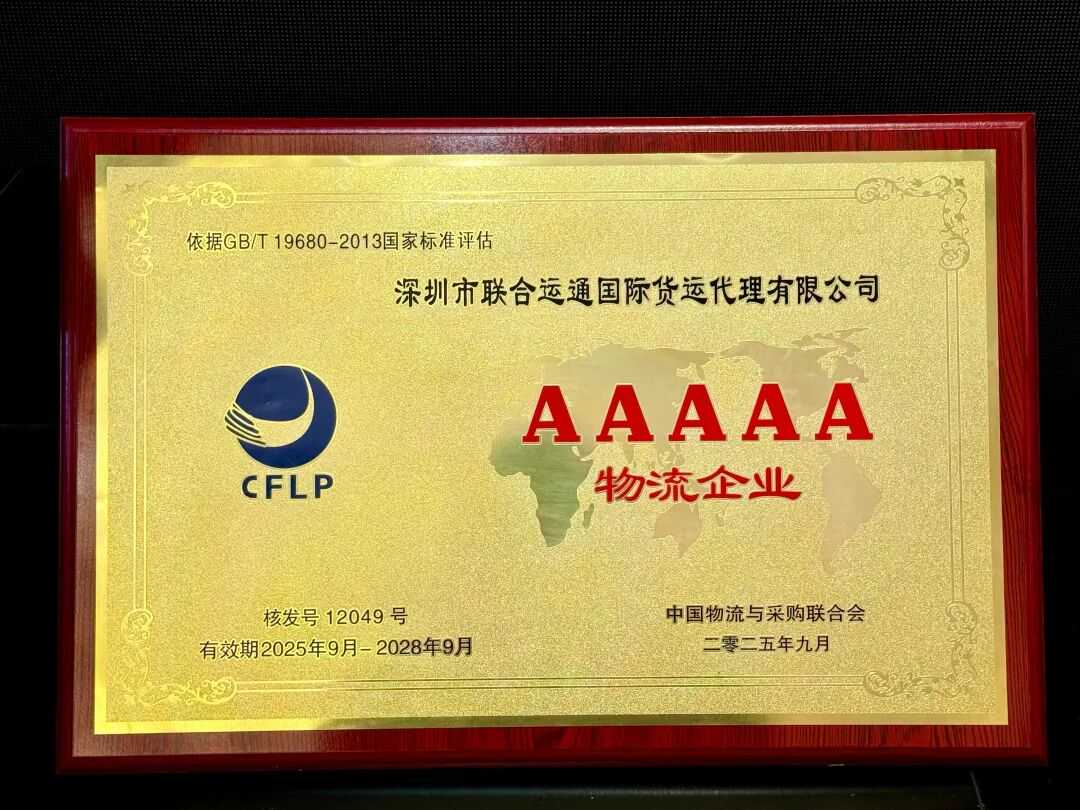 依据GB/T 19680-2013国家标准评估
深圳市联合运通国际货运代理有限公司
AAAAA
物流企业
CFLP
核发号 12049 号
有效期2025年9月- 2028年9月
中国物流与采购联合会
二零二五年九月